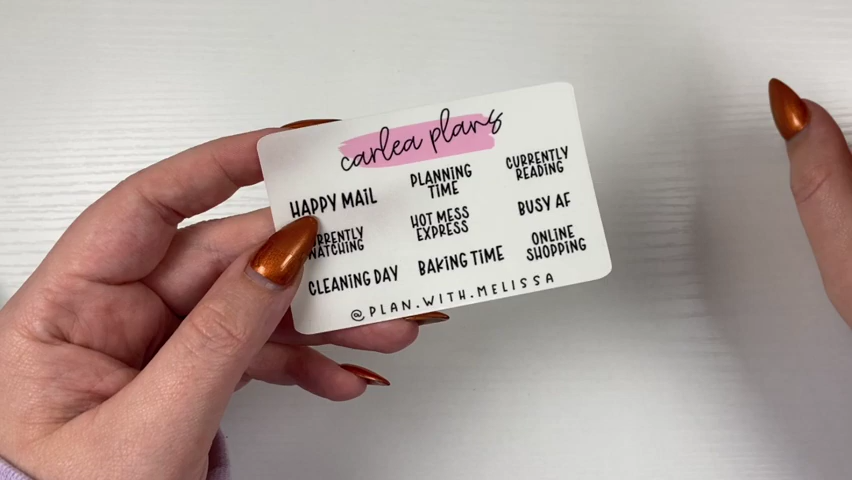 carlea plans
HAPPY MAIL
PLANNING
TIME
CURRENTLY
READING
WATCHING
HOT MESS
EXPRESS
BUSY AF
CLEANING DAY
BAKING TIME
ONLINE
SHOPPING
@PLAN.WITH.MELISSA